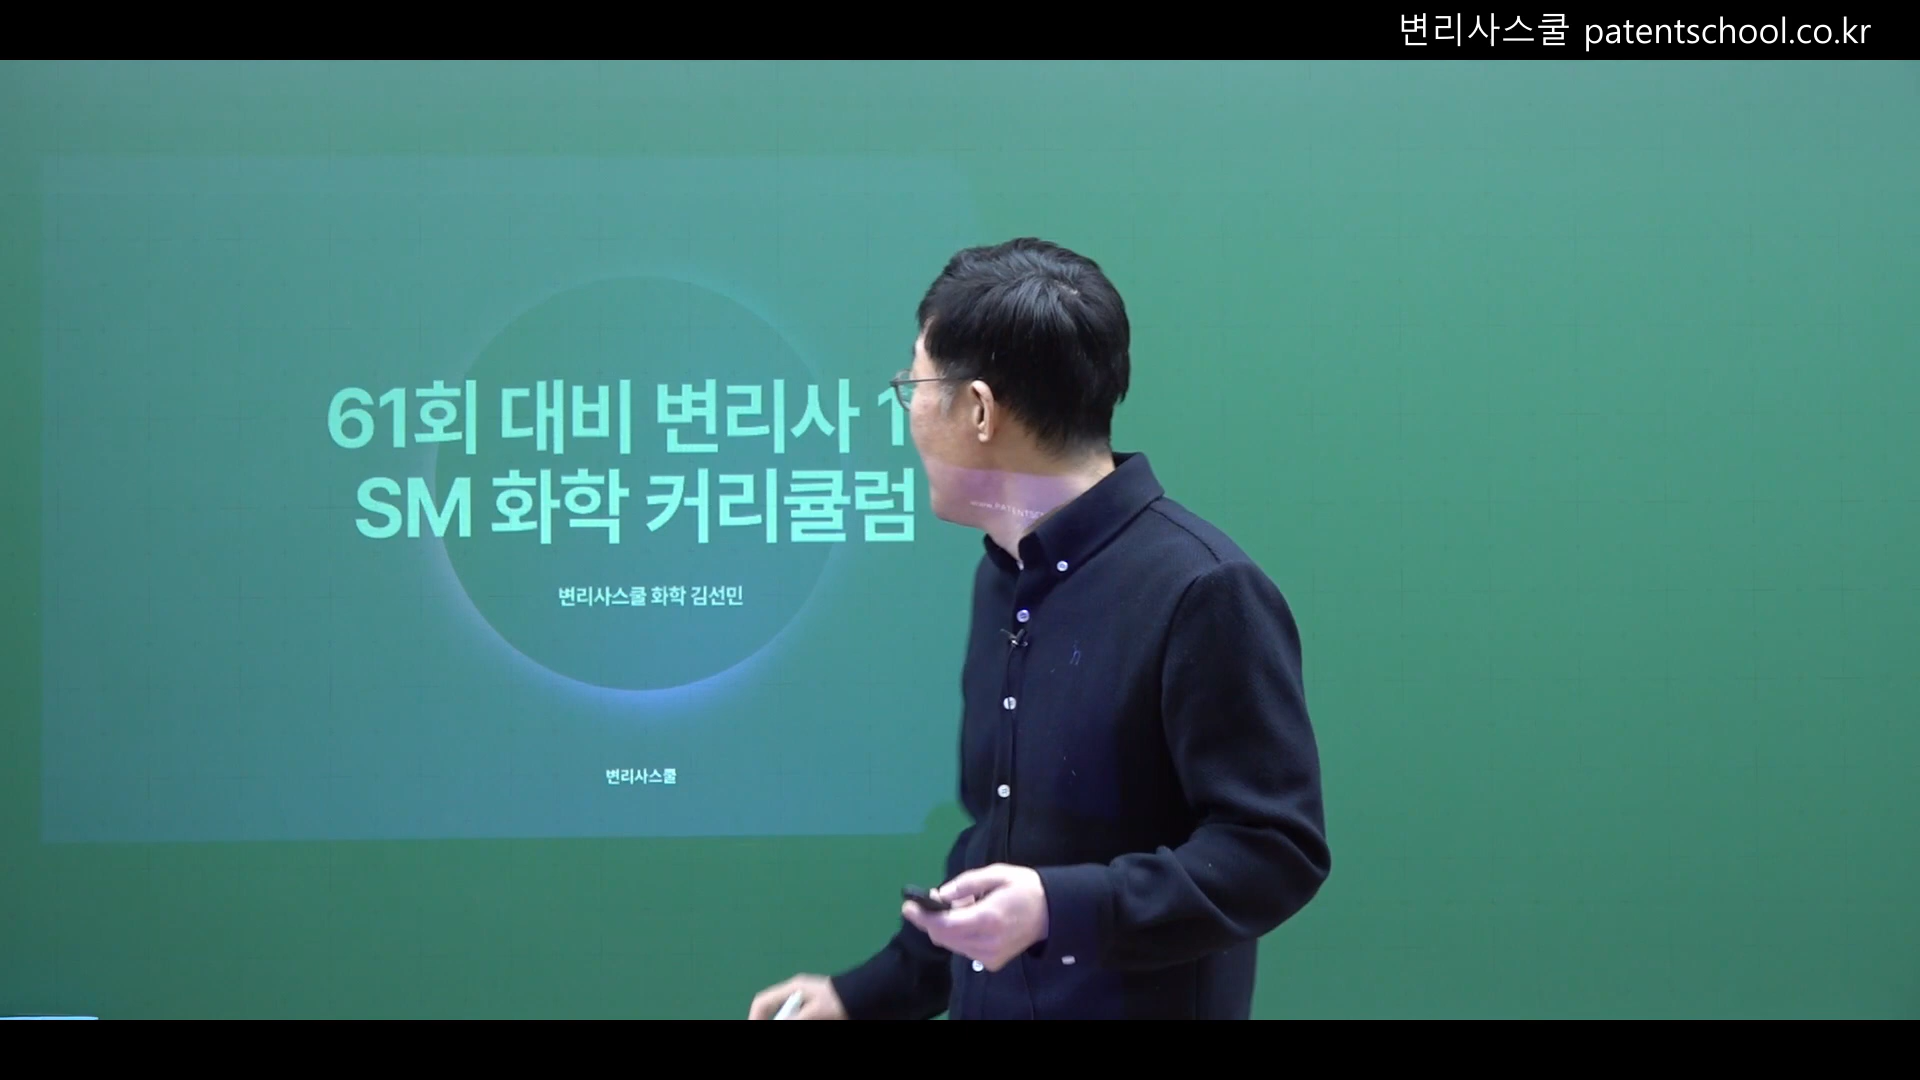 변리사스쿨 patentschool.co.kr
61회 대비 변리사 1
SM 화학 커리큘럼
변리사스쿨 화학 김선민
변리사스쿨